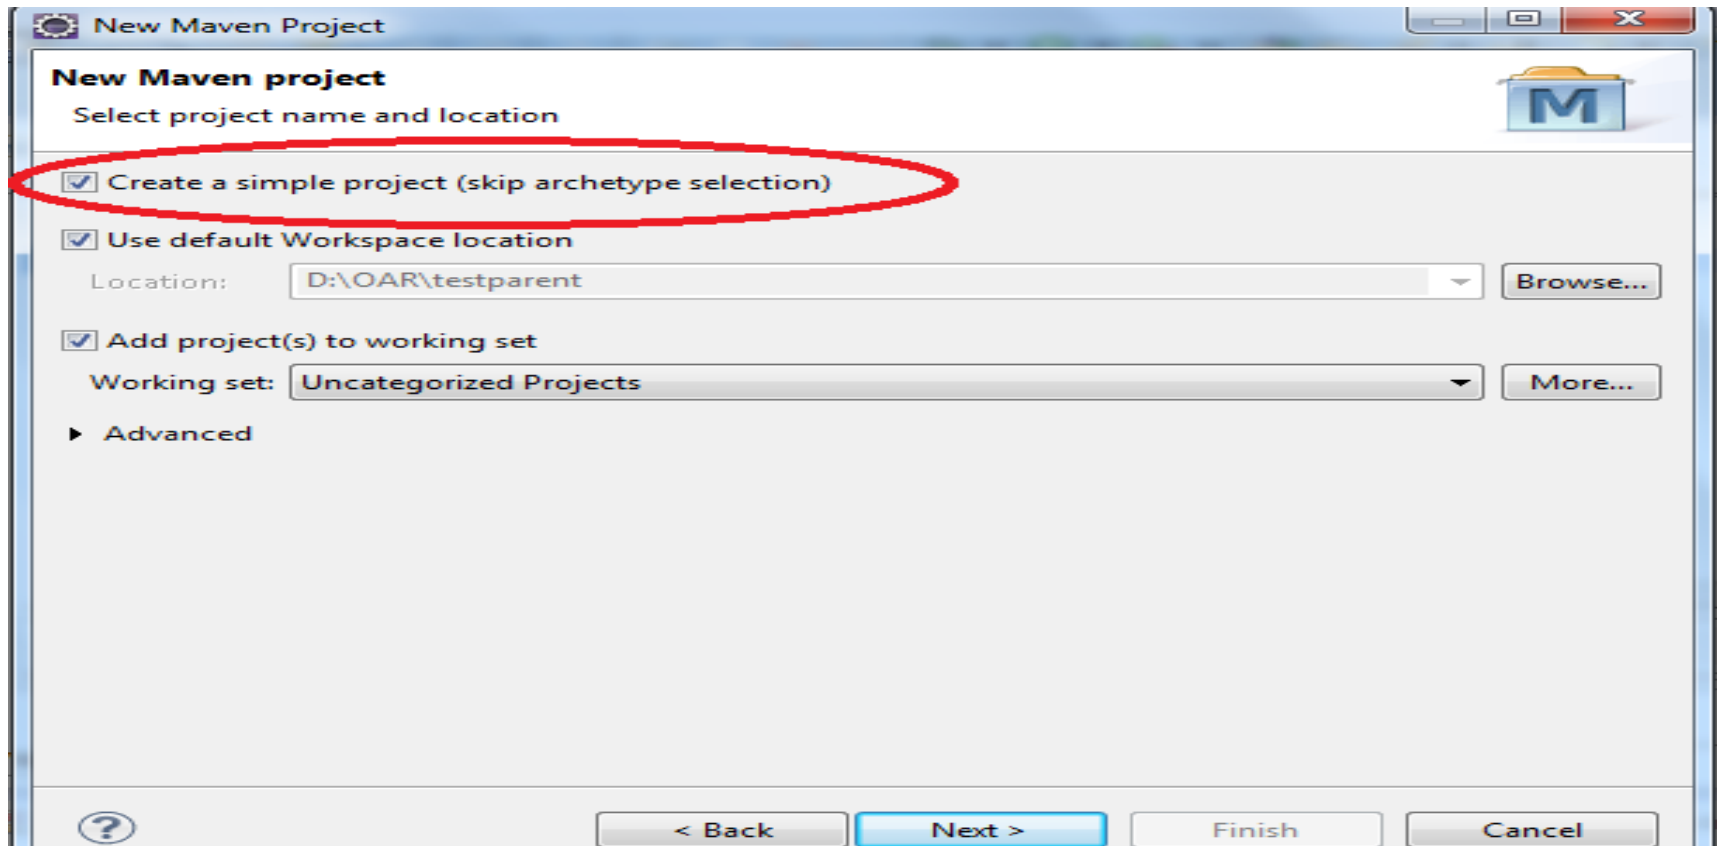 New Maven Project
New Maven project
Select project name and location
M
Create a simple project (skip archetype selection)
Use default Workspace location
Location: D:\OAR\testparent Browse...
Add project(s) to working set
Working set: Uncategorized Projects More...
Advanced
? < Back Next > Finish Cancel